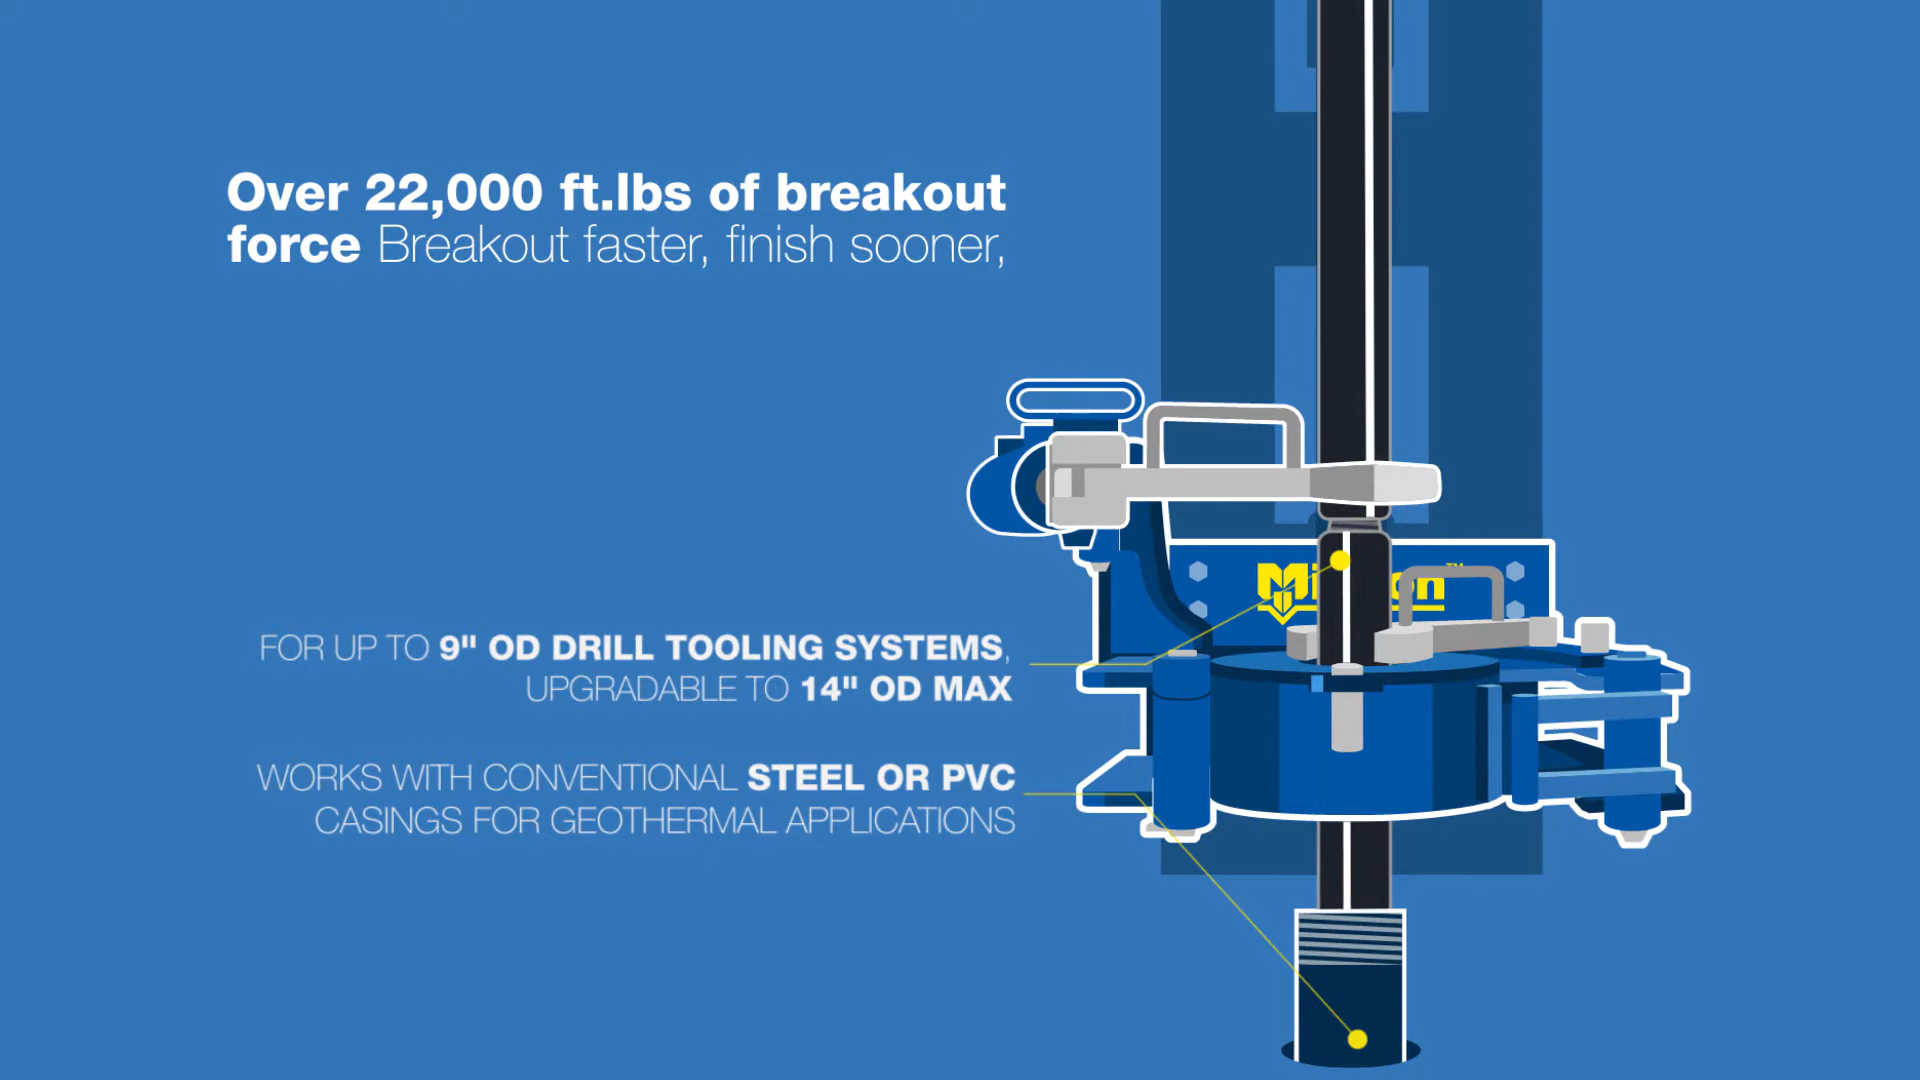 Over 22,000 ft.lbs of breakout
force Breakout faster, finish sooner,
FOR UP TO 9" OD DRILL TOOLING SYSTEMS,
UPGRADABLE TO 14" OD MAX
WORKS WITH CONVENTIONAL STEEL OR PVC
CASINGS FOR GEOTHERMAL APPLICATIONS